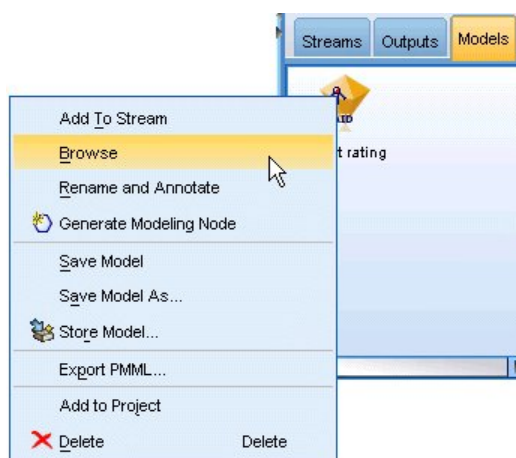 Streams Outputs Models
Add To Stream
Browse
t rating
Rename and Annotate
Generate Modeling Node
Save Model
Save Model As...
Store Model...
Export PMML...
Add to Project
Delete Delete